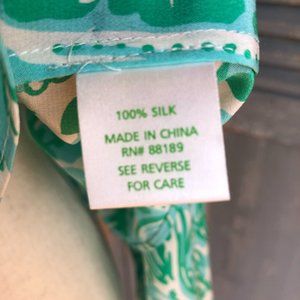 100% SILK
MADE IN CHINA
RN# 88189
SEE REVERSE
FOR CARE